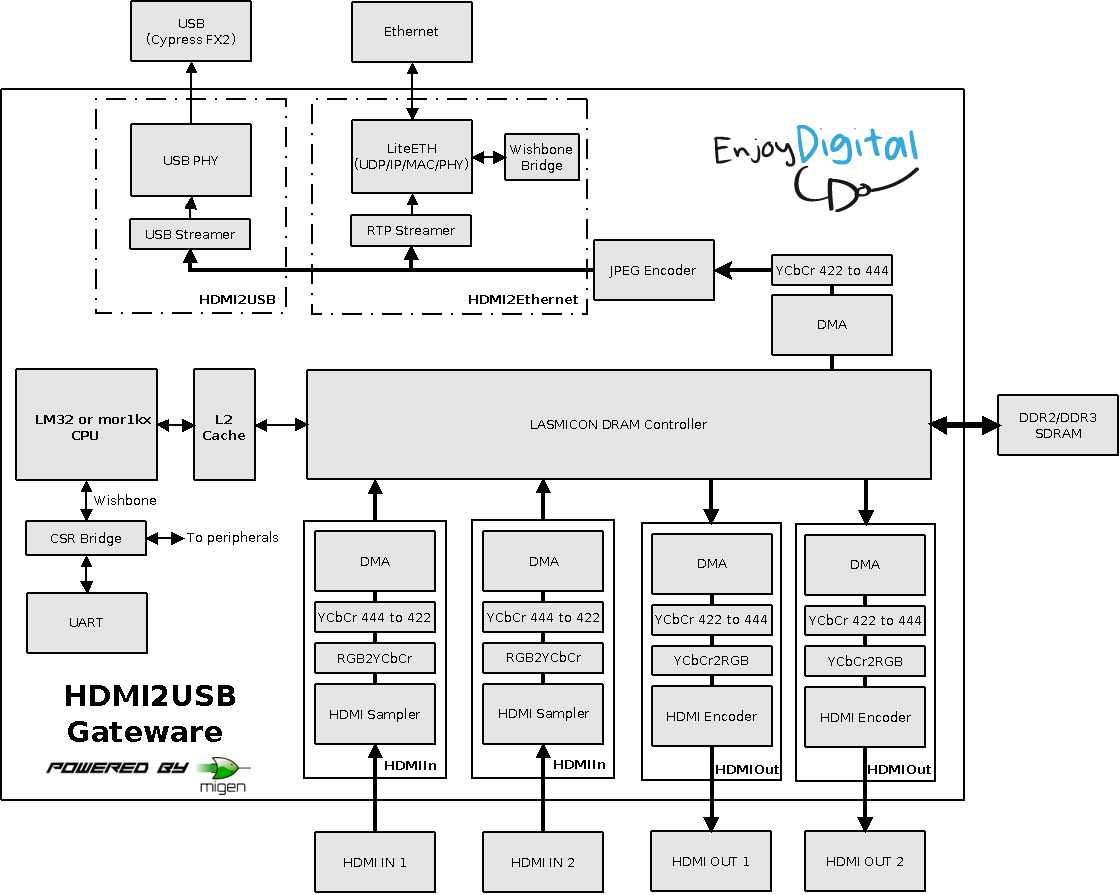 USB
(Cypress FX2)
Ethernet
USB PHY
LiteETH
(UDP/IP/MAC/PHY)
Wishbone
Bridge
EnjoyDigital
USB Streamer
RTP Streamer
JPEG Encoder
YCbCr 422 to 444
HDMI2USB
HDMI2Ethernet
DMA
LM32 or mor1kx
CPU
L2
Cache
LASMICON DRAM Controller
DDR2/DDR3
SDRAM
Wishbone
CSR Bridge
To peripherals
UART
DMA
YCbCr 444 to 422
RGB2YCbCr
HDMI Sampler
HDMIIn
DMA
YCbCr 444 to 422
RGB2YCbCr
HDMI Sampler
HDMIIn
DMA
YCbCr 422 to 444
YCbCr2RGB
HDMI Encoder
HDMIOut
DMA
YCbCr 422 to 444
YCbCr2RGB
HDMI Encoder
HDMIOut
HDMI2USB
Gateware
POWERED BY
migen
HDMI IN 1
HDMI IN 2
HDMI OUT 1
HDMI OUT 2